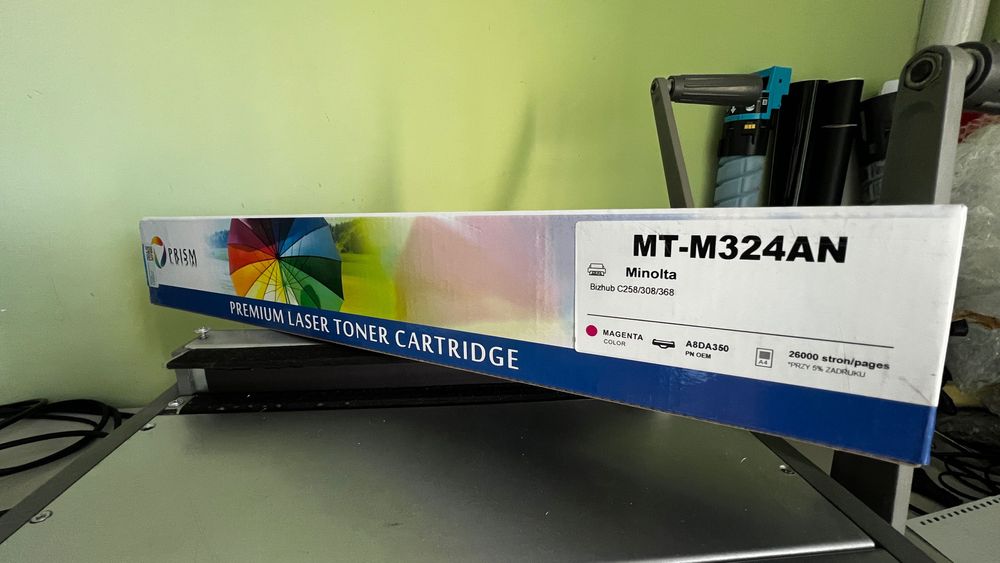 PRISM
PREMIUM LASER TONER CARTRIDGE
MT-M324AN
Minolta
Bizhub C258/308/368
MAGENTA
COLOR
A8DA350
PN OEM
A4
26000 stron/pages
*PRZY 5% ZADRUKU